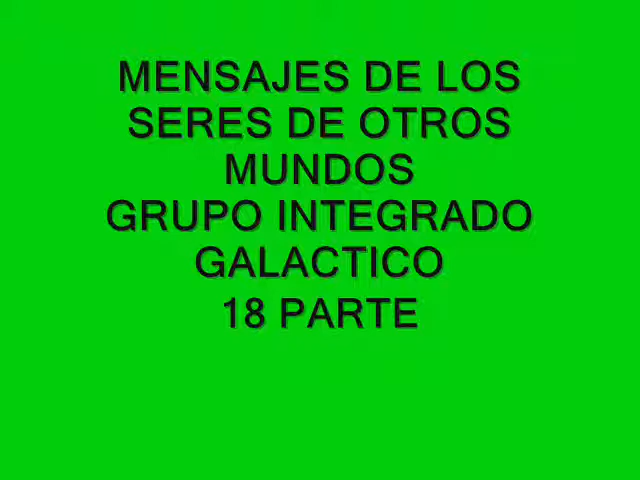 MENSAJES DE LOS
SERES DE OTROS
MUNDOS
GRUPO INTEGRADO
GALACTICO
18 PARTE